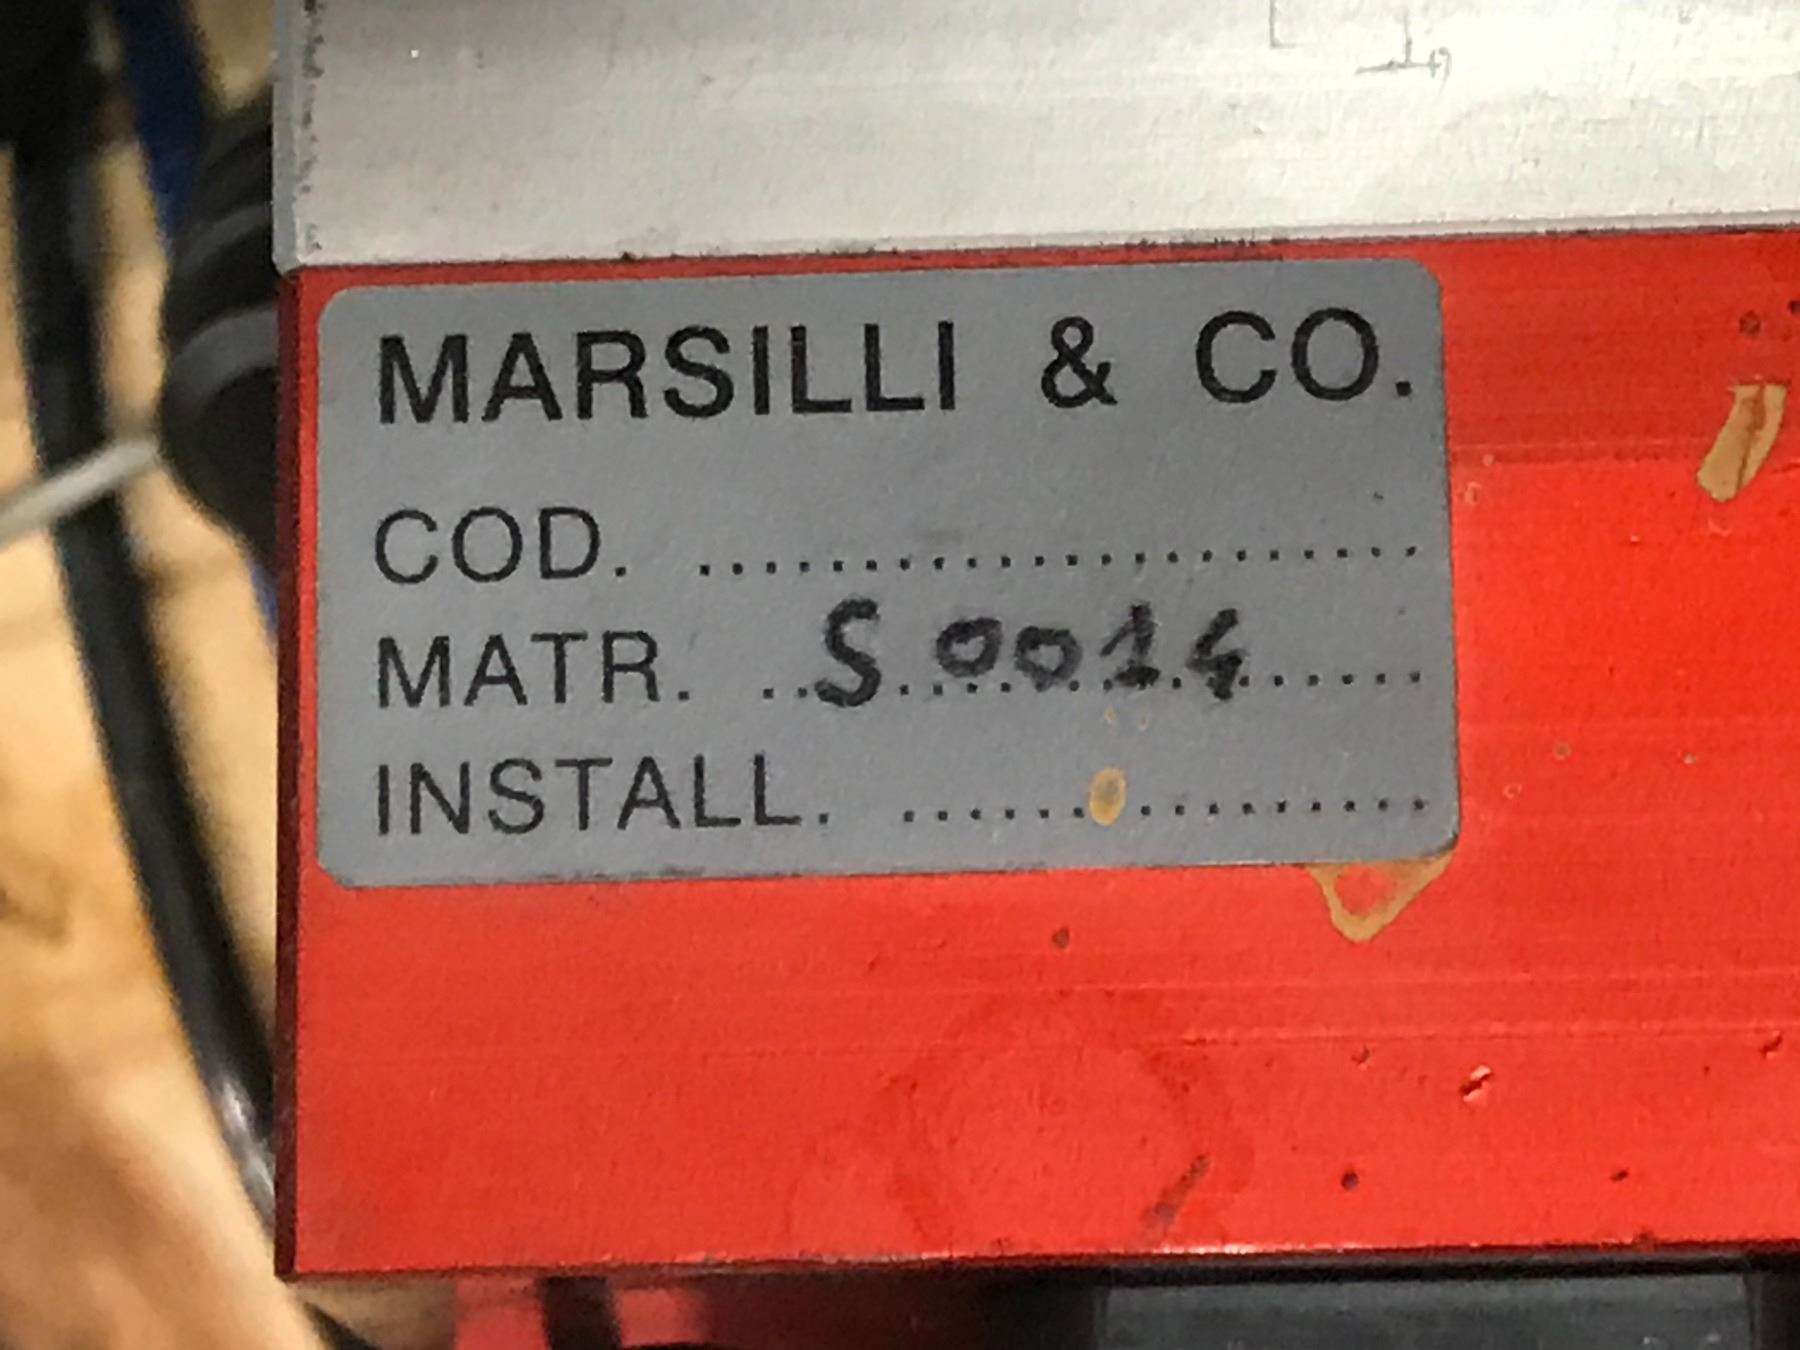 MARSILLI & CO.
COD. ......................
MATR. S 0014
INSTALL. ................